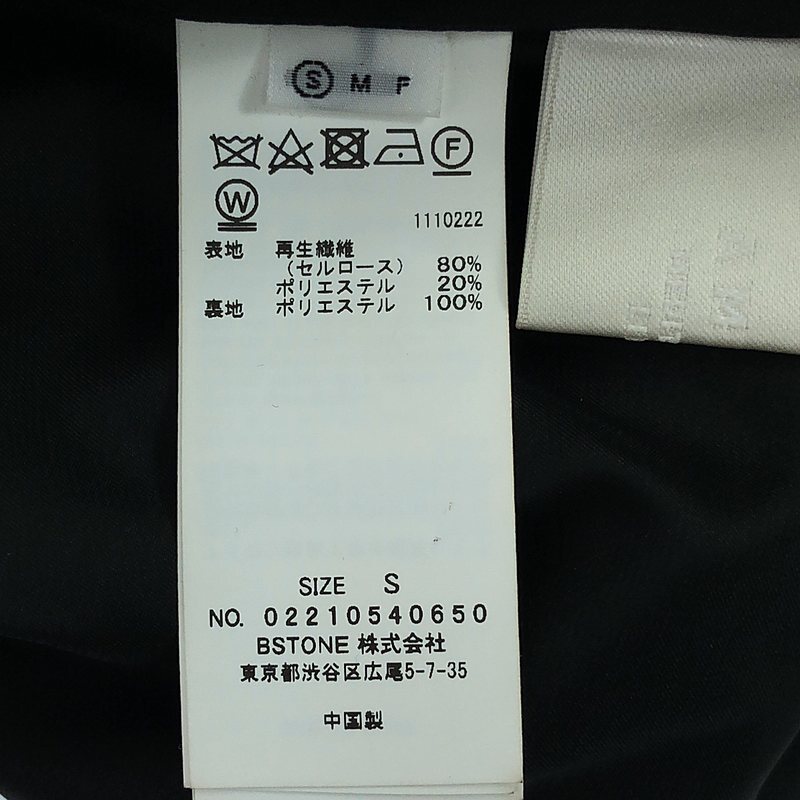 S M F
F
W
1110222
表地 再生繊維
(セルロース) 80%
ポリエステル 20%
裏地 ポリエステル 100%
SIZE S
NO. 02210540650
BSTONE 株式会社
東京都渋谷区広尾5-7-35
中国製